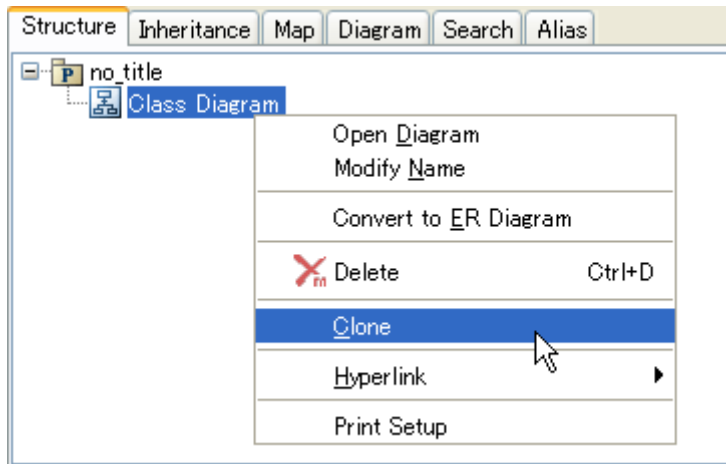 Structure Inheritance Map Diagram Search Alias
P no_title
Class Diagram
Open Diagram
Modify Name
Convert to ER Diagram
m Delete Ctrl+D
Clone
Hyperlink
Print Setup